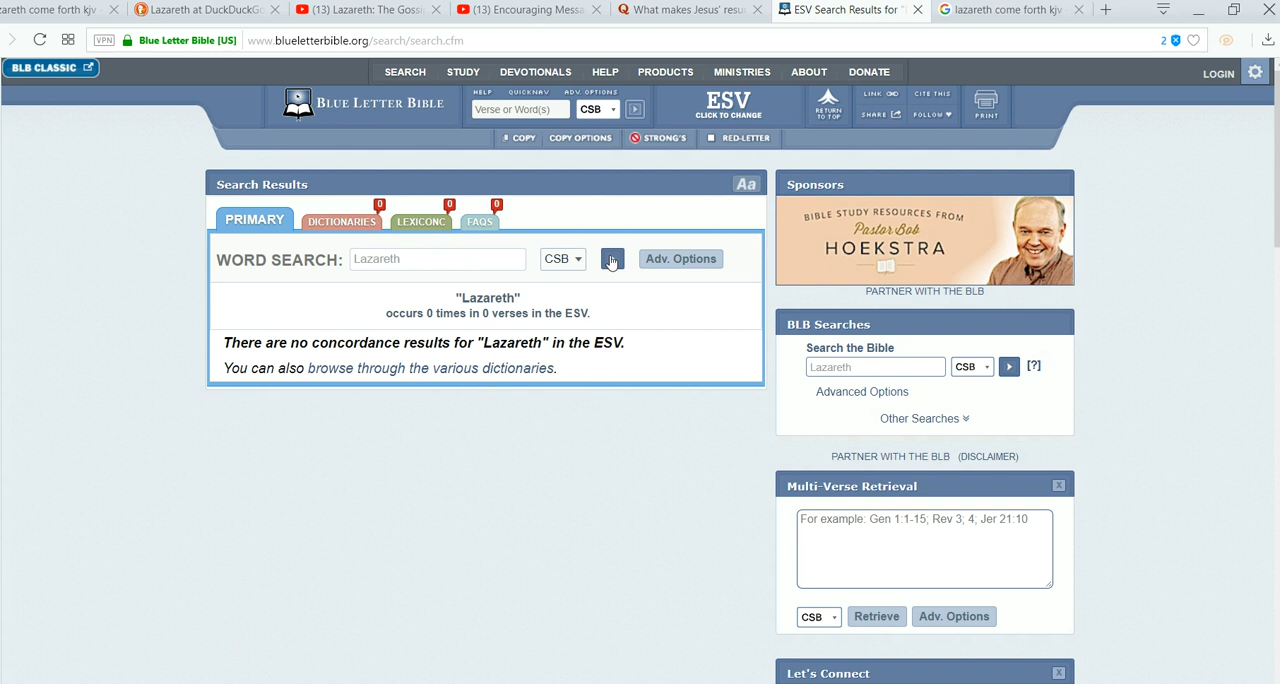 zareth come forth kjv
Lazareth at DuckDuckGo
(13) Lazareth: The Gossi
(13) Encouraging Messa
What makes Jesus' resu
ESV Search Results for "
lazareth come forth kjv
VPN
Blue Letter Bible [US]
www.blueletterbible.org/search/search.cfm
2
BLB CLASSIC
SEARCH
STUDY
DEVOTIONALS
HELP
PRODUCTS
MINISTRIES
ABOUT
DONATE
LOGIN
BLUE LETTER BIBLE
HELP
QUICKNAV
ADV. OPTIONS
Verse or Word(s)
CSB
ESV
CLICK TO CHANGE
RETURN
TO TOP
LINK
CITE THIS
SHARE
FOLLOW
PRINT
COPY
COPY OPTIONS
STRONG'S
RED-LETTER
Search Results
Aa
PRIMARY
DICTIONARIES
0
LEXICONC
0
FAQS
0
WORD SEARCH:
Lazareth
CSB
Adv. Options
"Lazareth"
occurs 0 times in 0 verses in the ESV.
There are no concordance results for "Lazareth" in the ESV.
You can also browse through the various dictionaries.
Sponsors
BIBLE STUDY RESOURCES FROM
Pastor Bob
HOEKSTRA
PARTNER WITH THE BLB
BLB Searches
Search the Bible
Lazareth
CSB
[?]
Advanced Options
Other Searches
PARTNER WITH THE BLB (DISCLAIMER)
Multi-Verse Retrieval
X
For example: Gen 1:1-15; Rev 3; 4; Jer 21:10
CSB
Retrieve
Adv. Options
Let's Connect
X